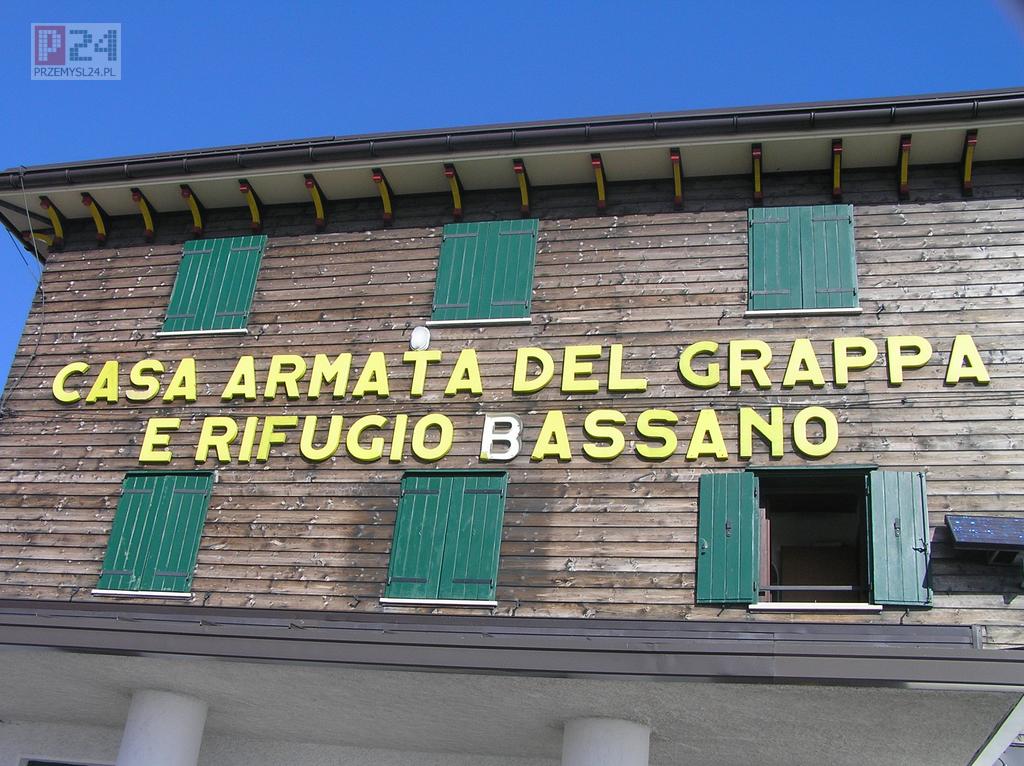 P24
PRZEMYSL24.PL
CASA ARMATA DEL GRAPPA
E RIFUGIO BASSANO